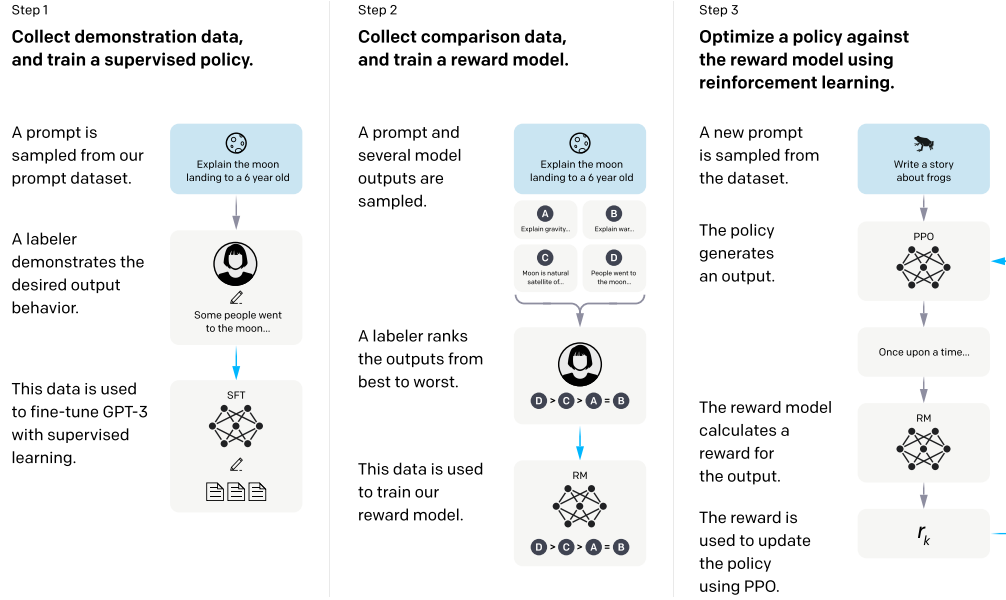 Step 1
Collect demonstration data,
and train a supervised policy.
A prompt is
sampled from our
prompt dataset.
Explain the moon
landing to a 6 year old
A labeler
demonstrates the
desired output
behavior.
Some people went
to the moon...
This data is used
to fine-tune GPT-3
with supervised
learning.
SFT
Step 2
Collect comparison data,
and train a reward model.
A prompt and
several model
outputs are
sampled.
Explain the moon
landing to a 6 year old
A
Explain gravity...
B
Explain war...
C
Moon is natural
satellite of...
D
People went to
the moon...
A labeler ranks
the outputs from
best to worst.
D > C > A = B
This data is used
to train our
reward model.
RM
D > C > A = B
Step 3
Optimize a policy against
the reward model using
reinforcement learning.
A new prompt
is sampled from
the dataset.
Write a story
about frogs
The policy
generates
an output.
PPO
Once upon a time...
The reward model
calculates a
reward for
the output.
RM
The reward is
used to update
the policy
using PPO.
r_k